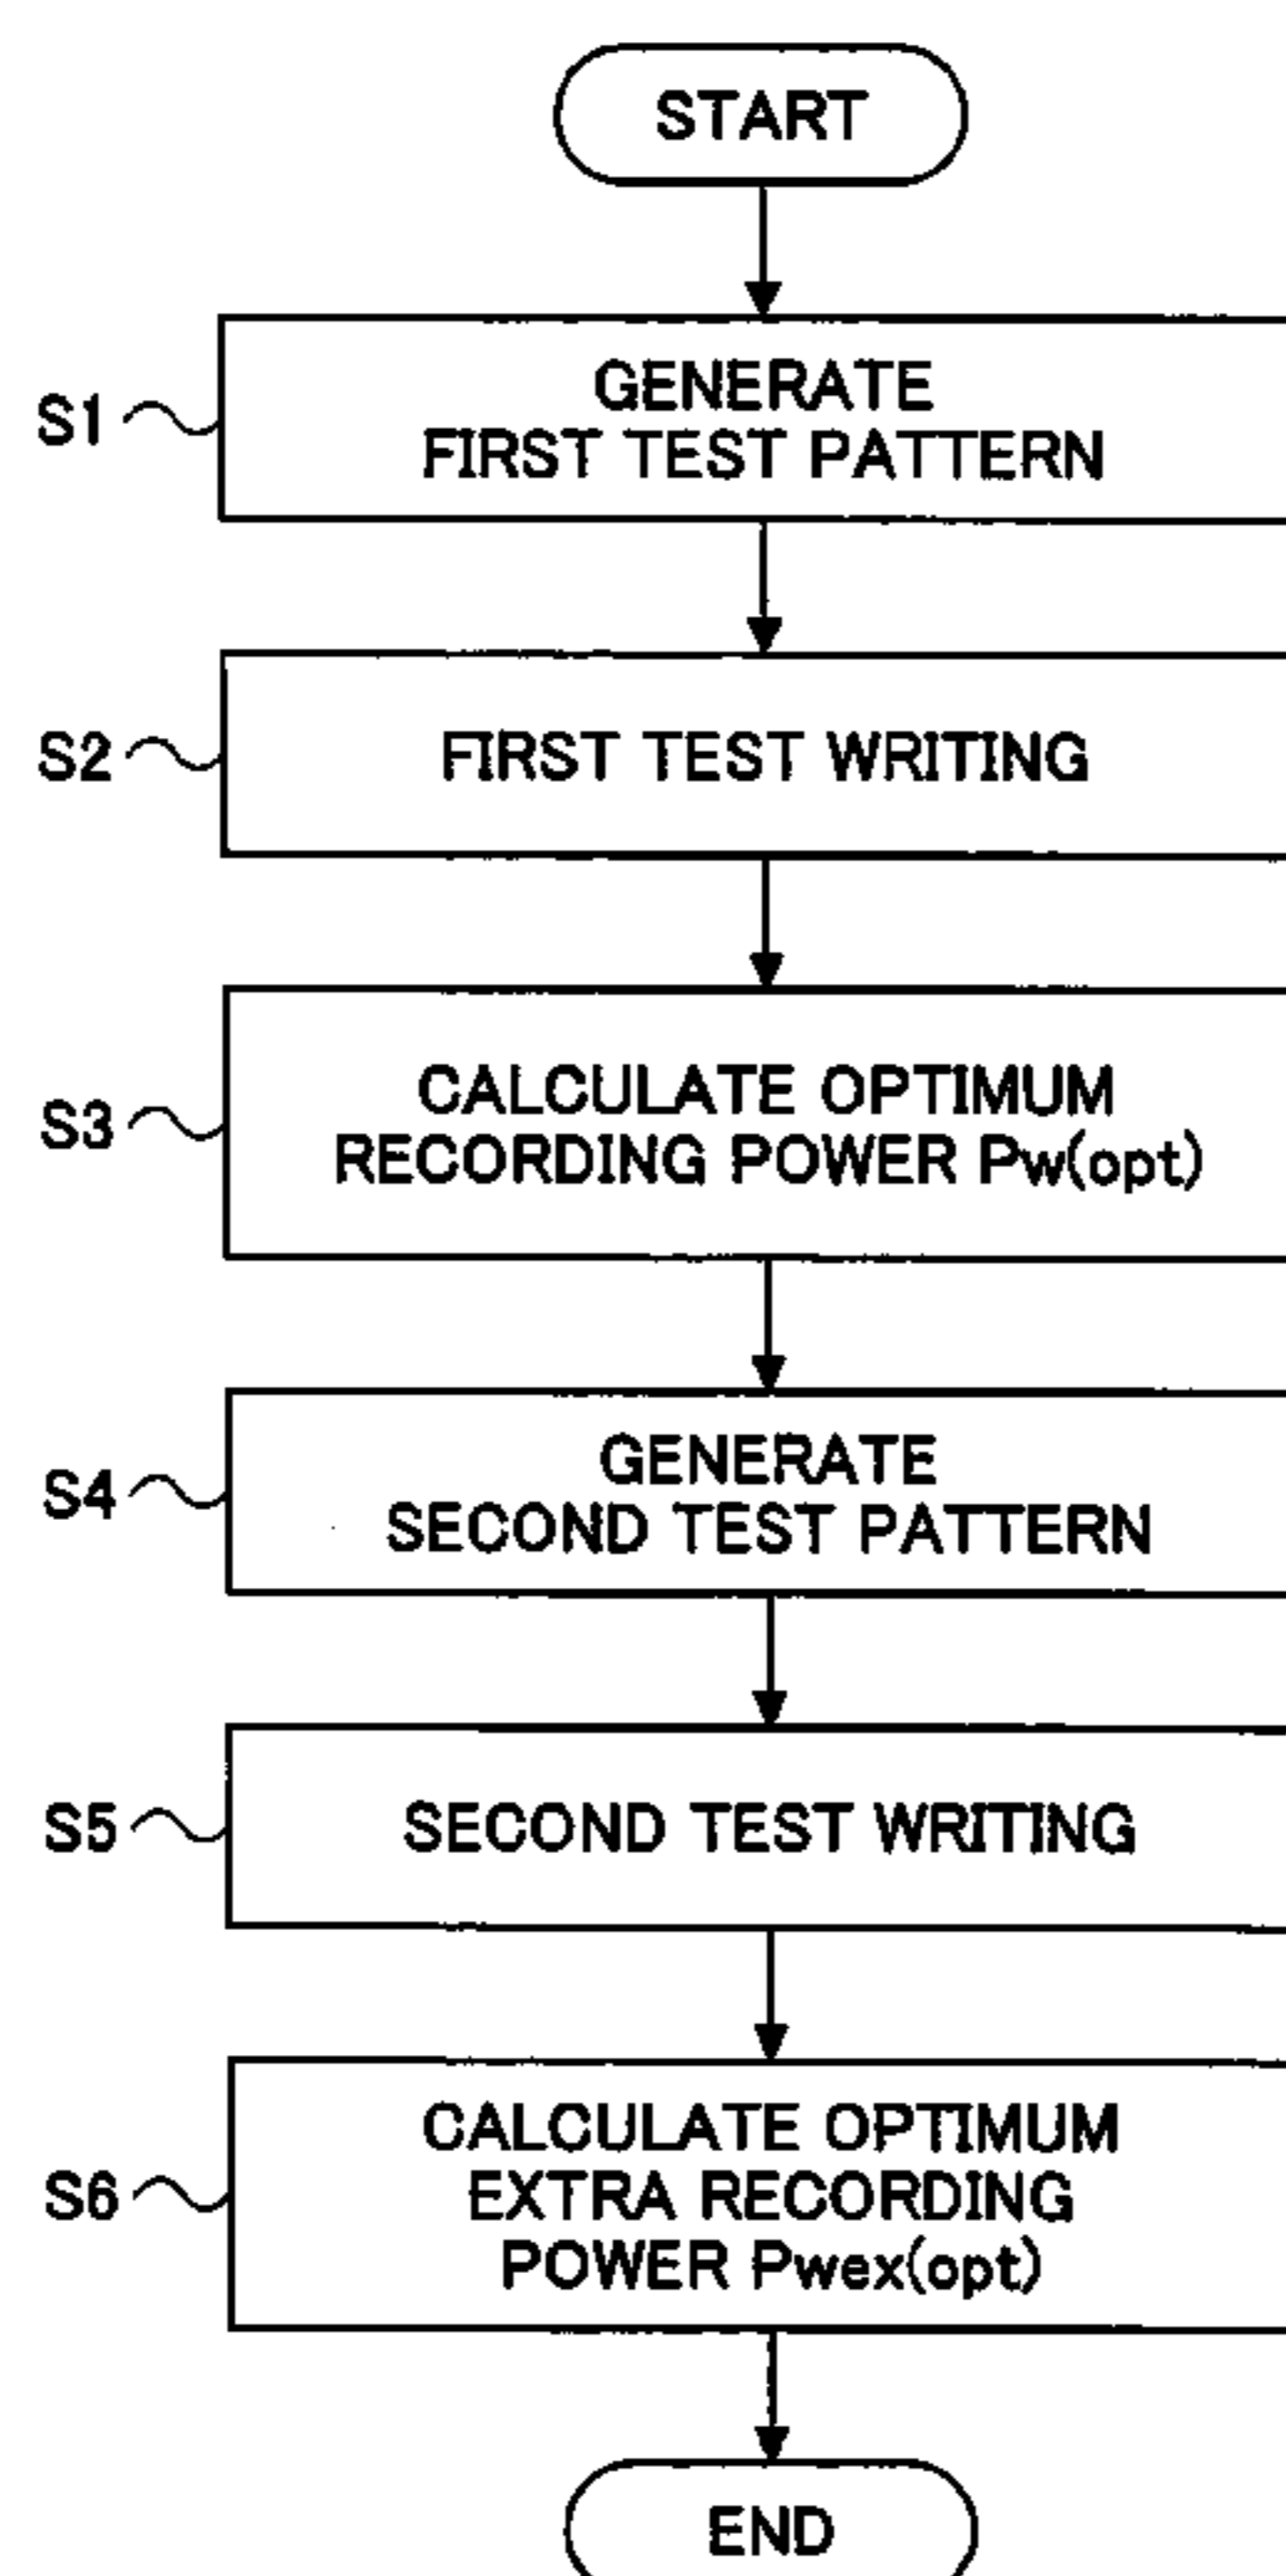 START
S1
GENERATE
FIRST TEST PATTERN
S2
FIRST TEST WRITING
S3
CALCULATE OPTIMUM
RECORDING POWER Pw(opt)
S4
GENERATE
SECOND TEST PATTERN
S5
SECOND TEST WRITING
S6
CALCULATE OPTIMUM
EXTRA RECORDING
POWER Pwex(opt)
END